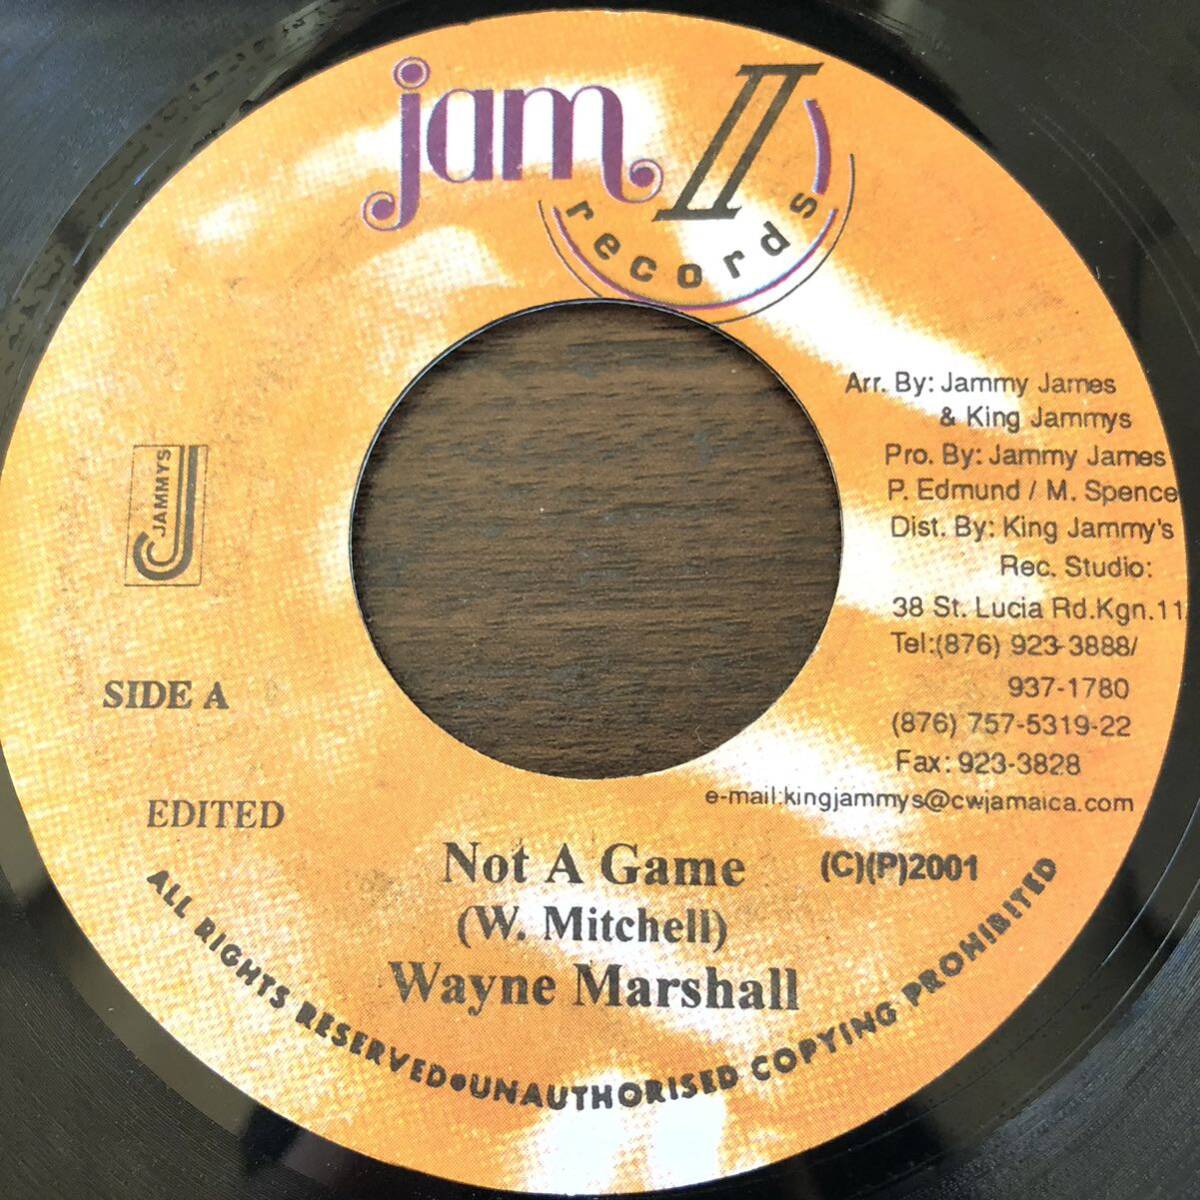 jam II
records
Arr. By: Jammy James
& King Jammys
Pro. By: Jammy James
P. Edmund / M. Spence
Dist. By: King Jammy's
Rec. Studio:
38 St. Lucia Rd.Kgn.11
Tel:(876) 923-3888/
937-1780
(876) 757-5319-22
Fax: 923-3828
e-mail:kingjammys@cwjamaica.com
J JAMMYS
SIDE A
EDITED
Not A Game (C)(P)2001
(W. Mitchell)
Wayne Marshall
ALL RIGHTS RESERVED•UNAUTHORISED COPYING PROHIBITED